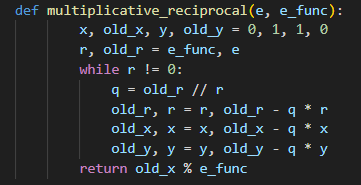 def multiplicative_reciprocal(e, e_func):
    x, old_x, y, old_y = 0, 1, 1, 0
    r, old_r = e_func, e
    while r != 0:
        q = old_r // r
        old_r, r = r, old_r - q * r
        old_x, x = x, old_x - q * x
        old_y, y = y, old_y - q * y
    return old_x % e_func